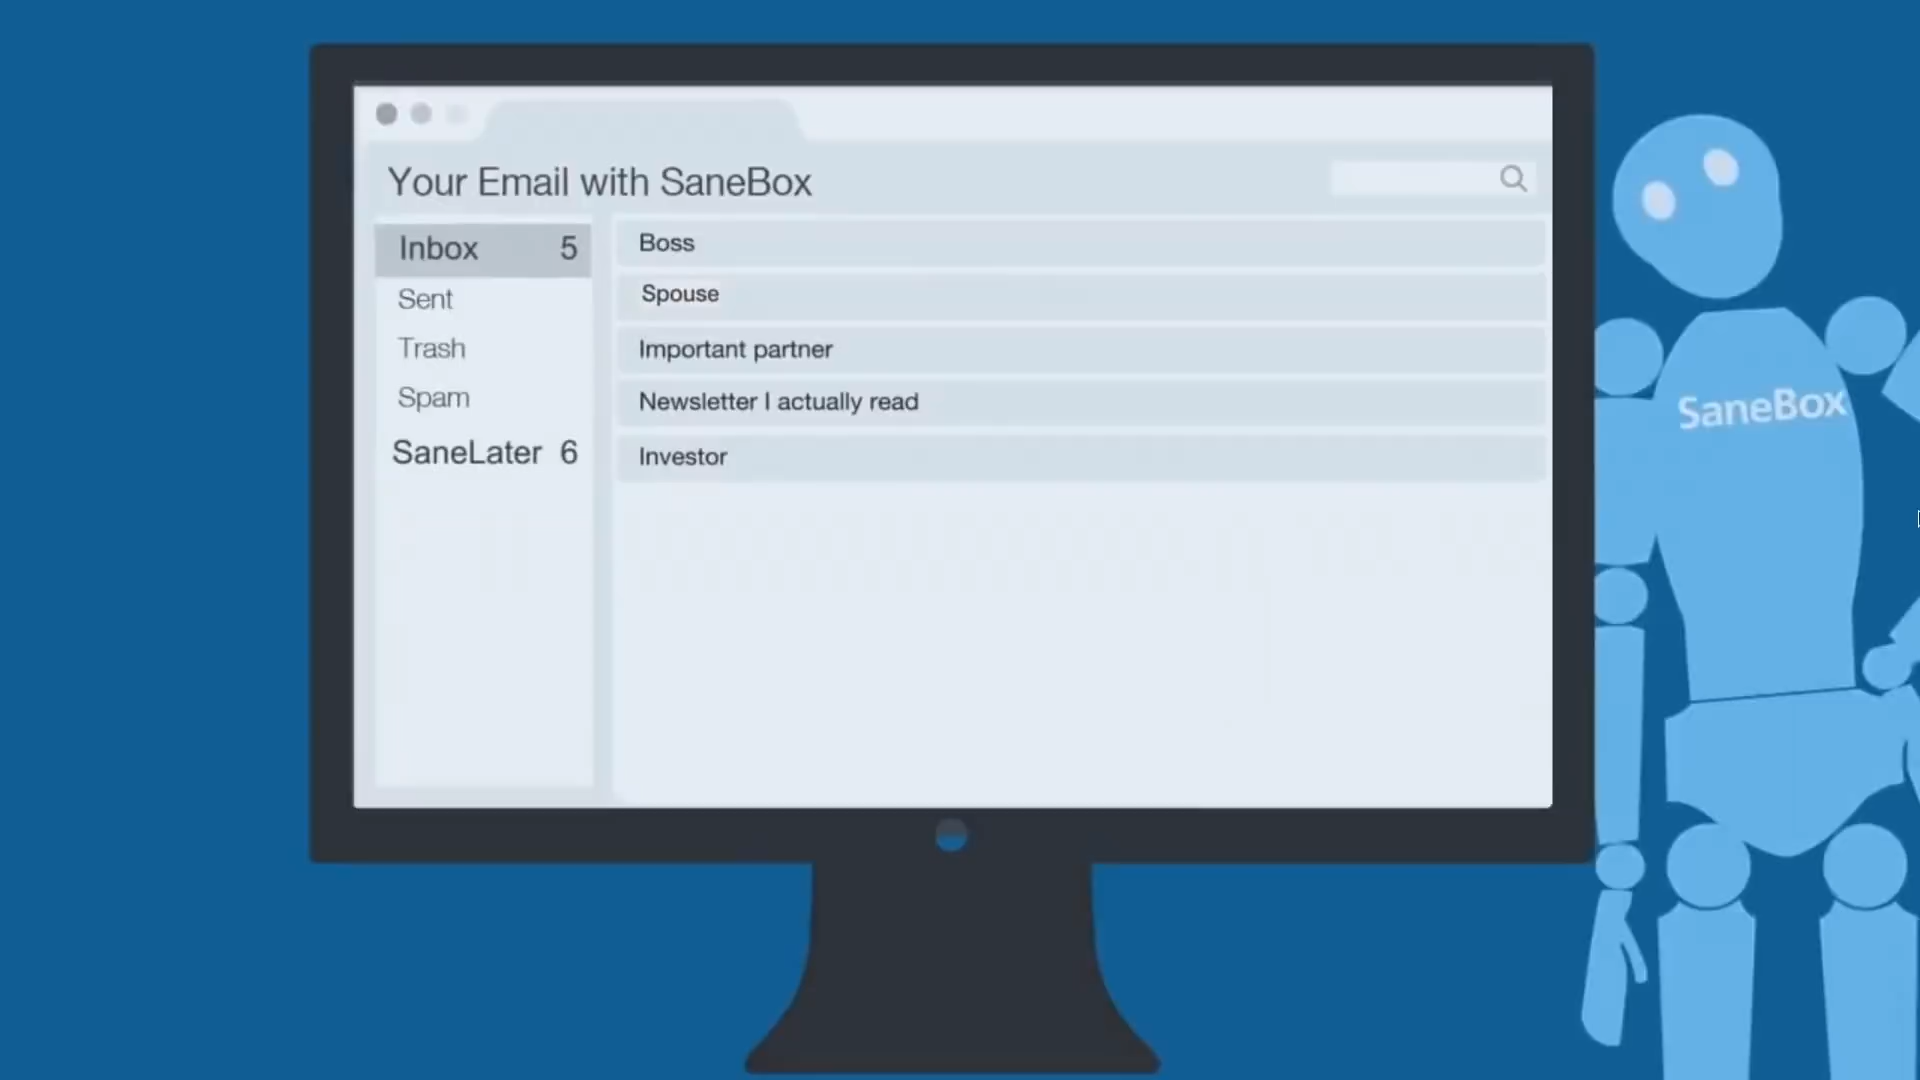 Your Email with SaneBox
Inbox 5
Sent
Trash
Spam
SaneLater 6
Boss
Spouse
Important partner
Newsletter I actually read
Investor
SaneBox